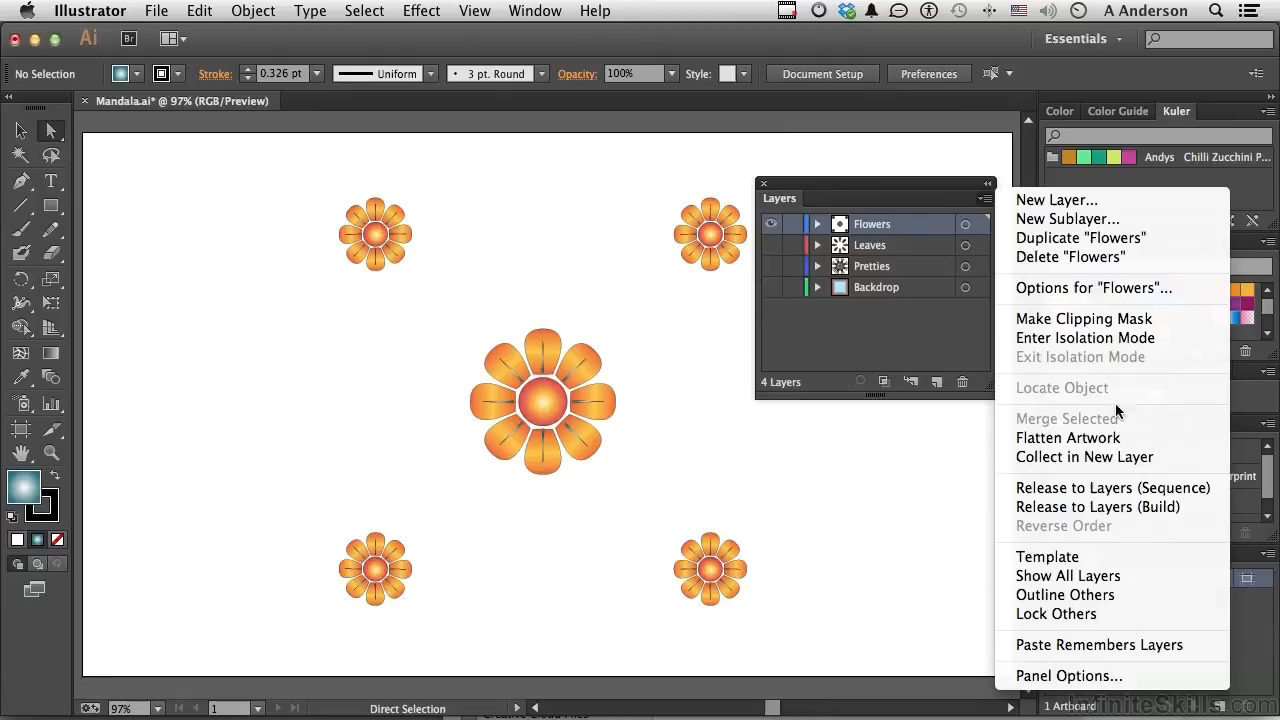 Illustrator File Edit Object Type Select Effect View Window Help A Anderson
Ai Br Essentials
No Selection Stroke: 0.326 pt Uniform 3 pt. Round Opacity: 100% Style: Document Setup Preferences
Mandala.ai* @ 97% (RGB/Preview)
Color Color Guide Kuler
Andys Chilli Zucchini P...
Layers
Flowers
Leaves
Pretties
Backdrop
4 Layers
New Layer...
New Sublayer...
Duplicate "Flowers"
Delete "Flowers"
Options for "Flowers"...
Make Clipping Mask
Enter Isolation Mode
Exit Isolation Mode
Locate Object
Merge Selected
Flatten Artwork
Collect in New Layer
Release to Layers (Sequence)
Release to Layers (Build)
Reverse Order
Template
Show All Layers
Outline Others
Lock Others
Paste Remembers Layers
Panel Options...
rprint
97% 1 Direct Selection
1 Artboard
InfiniteSkills.com